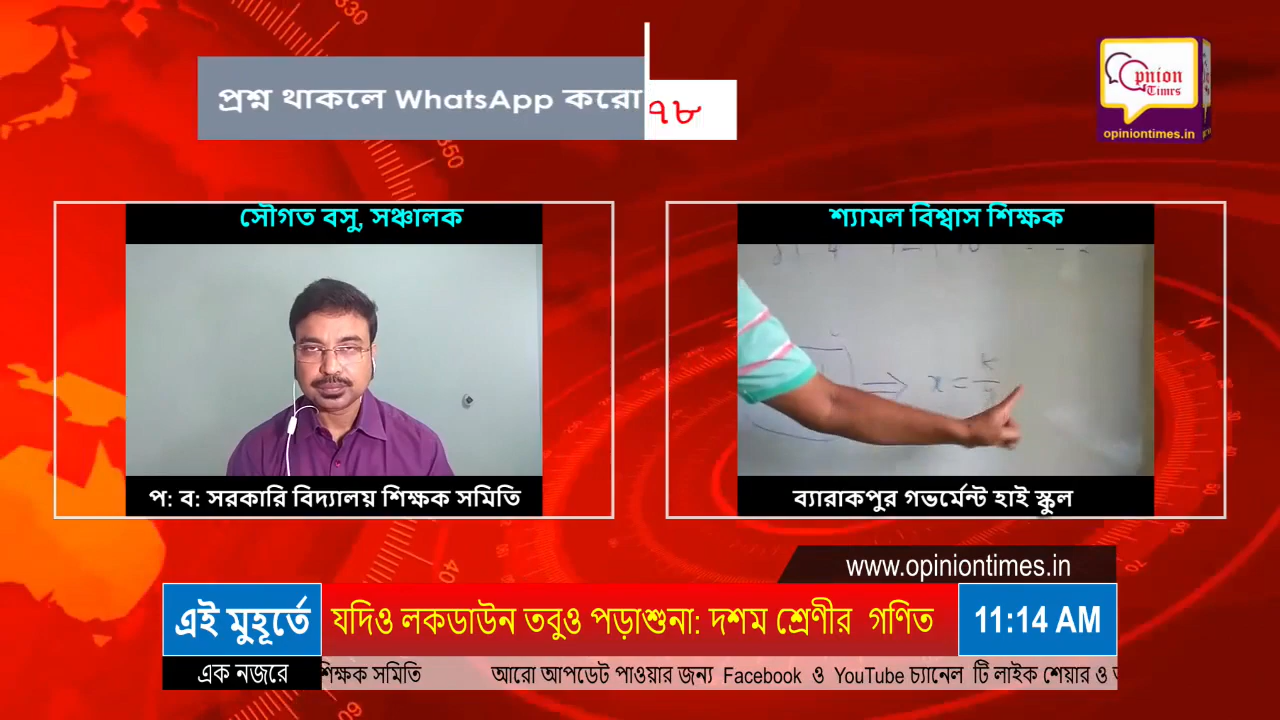 প্রশ্ন থাকলে WhatsApp করো
৭৮
Opnion
Times
opiniontimes.in
সৌগত বসু, সঞ্চালক
শ্যামল বিশ্বাস শিক্ষক
x =
প: ব: সরকারি বিদ্যালয় শিক্ষক সমিতি
ব্যারাকপুর গভর্মেন্ট হাই স্কুল
www.opiniontimes.in
এই মুহূর্তে
যদিও লকডাউন তবুও পড়াশুনা: দশম শ্রেণীর গণিত
11:14 AM
এক নজরে
শিক্ষক সমিতি আরো আপডেট পাওয়ার জন্য Facebook ও YouTube চ্যানেল টি লাইক শেয়ার ও